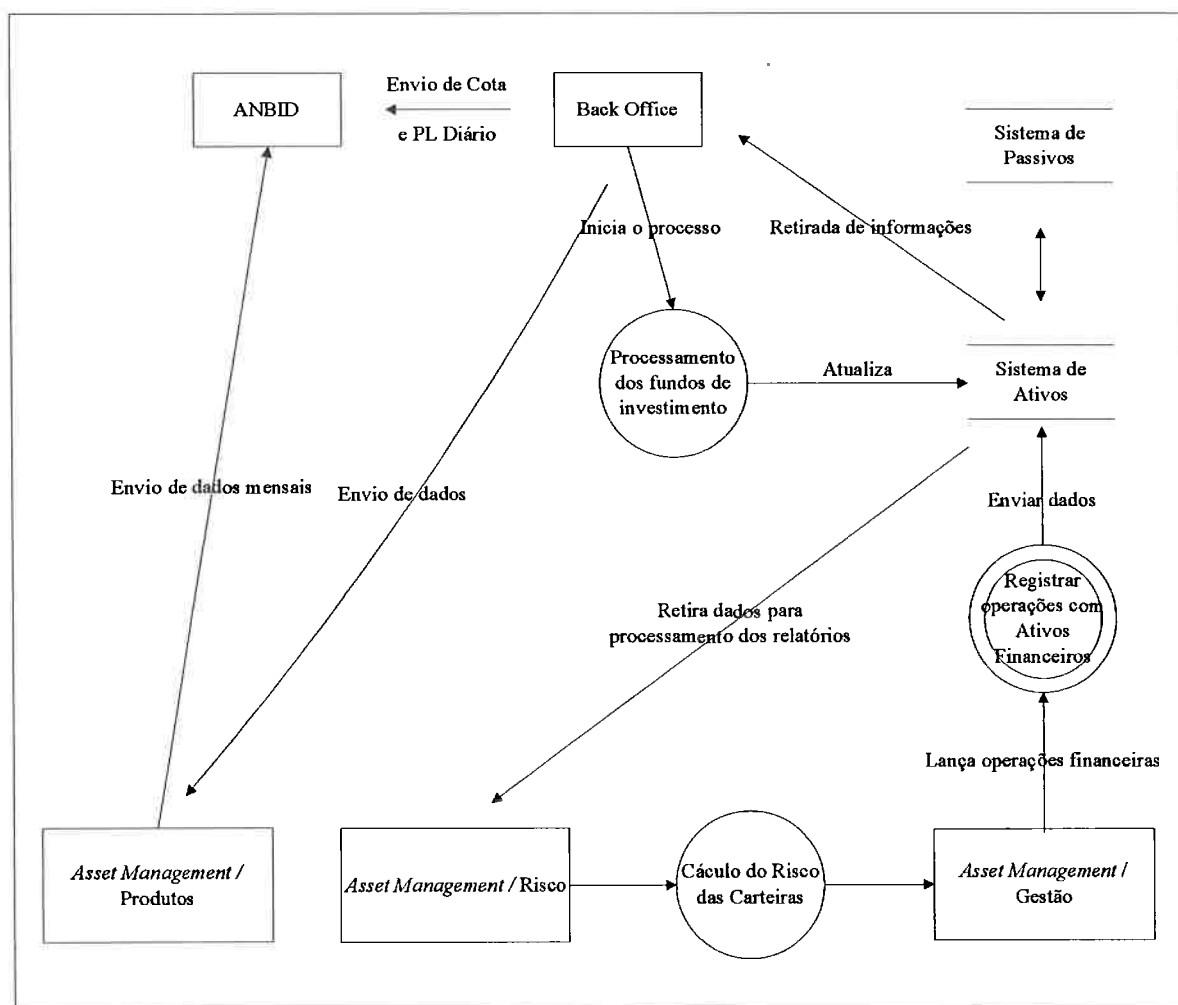 ANBID
Envio de Cota
e PL Diário
Back Office
Sistema de
Passivos
Inicia o processo
Retirada de informações
Processamento
dos fundos de
investimento
Atualiza
Sistema de
Ativos
Envio de dados mensais
Envio de dados
Enviar dados
Retira dados para
processamento dos relatórios
Registrar
operações com
Ativos
Financeiros
Lança operações financeiras
Asset Management /
Produtos
Asset Management / Risco
Cáculo do Risco
das Carteiras
Asset Management /
Gestão